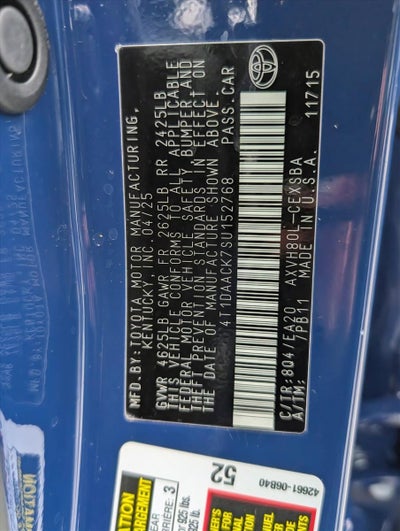 MFD. BY:TOYOTA MOTOR MANUFACTURING,
KENTUCKY, INC. 04/25
GVWR 4625LB GAWR FR 2625LB RR 2425LB
THIS VEHICLE CONFORMS TO ALL APPLICABLE
FEDERAL MOTOR VEHICLE SAFETY, BUMPER AND
THEFT PREVENTION STANDARDS IN EFFECT ON
THE DATE OF MANUFACTURE SHOWN ABOVE.
4T1DAACK7SU152768 PASS.CAR
C/TR:8Q4/EA20 AXVH80L-CEXSBA
A/TM: /PB11 MADE IN U.S.A. 11715
42661-06B40
52